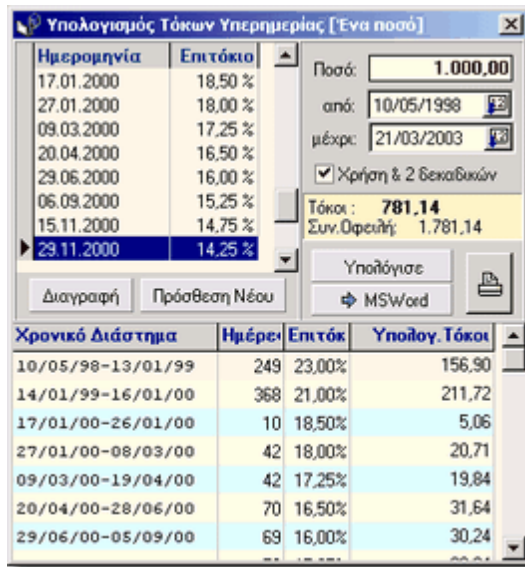 Υπολογισμός Τόκων Υπερημερίας [Ένα ποσό]
Ημερομηνία Επιτόκιο
17.01.2000 18,50 %
27.01.2000 18,00 %
09.03.2000 17,25 %
20.04.2000 16,50 %
29.06.2000 16,00 %
06.09.2000 15,25 %
15.11.2000 14,75 %
29.11.2000 14,25 %
Διαγραφή Πρόσθεση Νέου
Ποσό: 1.000,00
από: 10/05/1998
μέχρι: 21/03/2003
Χρήση & 2 δεκαδικών
Τόκοι : 781,14
Συν.Οφειλή: 1.781,14
Υπολόγισε
MSWord
Χρονικό Διάστημα Ημέρες Επιτόκ Υπολογ.Τόκοι
10/05/98-13/01/99 249 23,00% 156,90
14/01/99-16/01/00 368 21,00% 211,72
17/01/00-26/01/00 10 18,50% 5,06
27/01/00-08/03/00 42 18,00% 20,71
09/03/00-19/04/00 42 17,25% 19,84
20/04/00-28/06/00 70 16,50% 31,64
29/06/00-05/09/00 69 16,00% 30,24